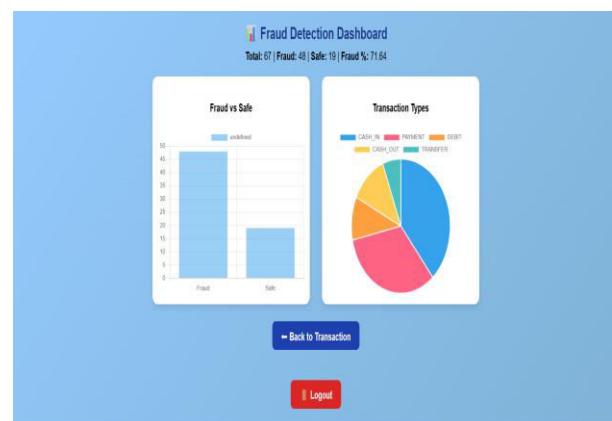 📊 Fraud Detection Dashboard
Total: 67 | Fraud: 48 | Safe: 19 | Fraud %: 71.64
Fraud vs Safe
undefined
50
45
40
35
30
25
20
15
10
5
0
Fraud Safe
Transaction Types
CASH_IN PAYMENT DEBIT
CASH_OUT TRANSFER
⬅ Back to Transaction
Logout